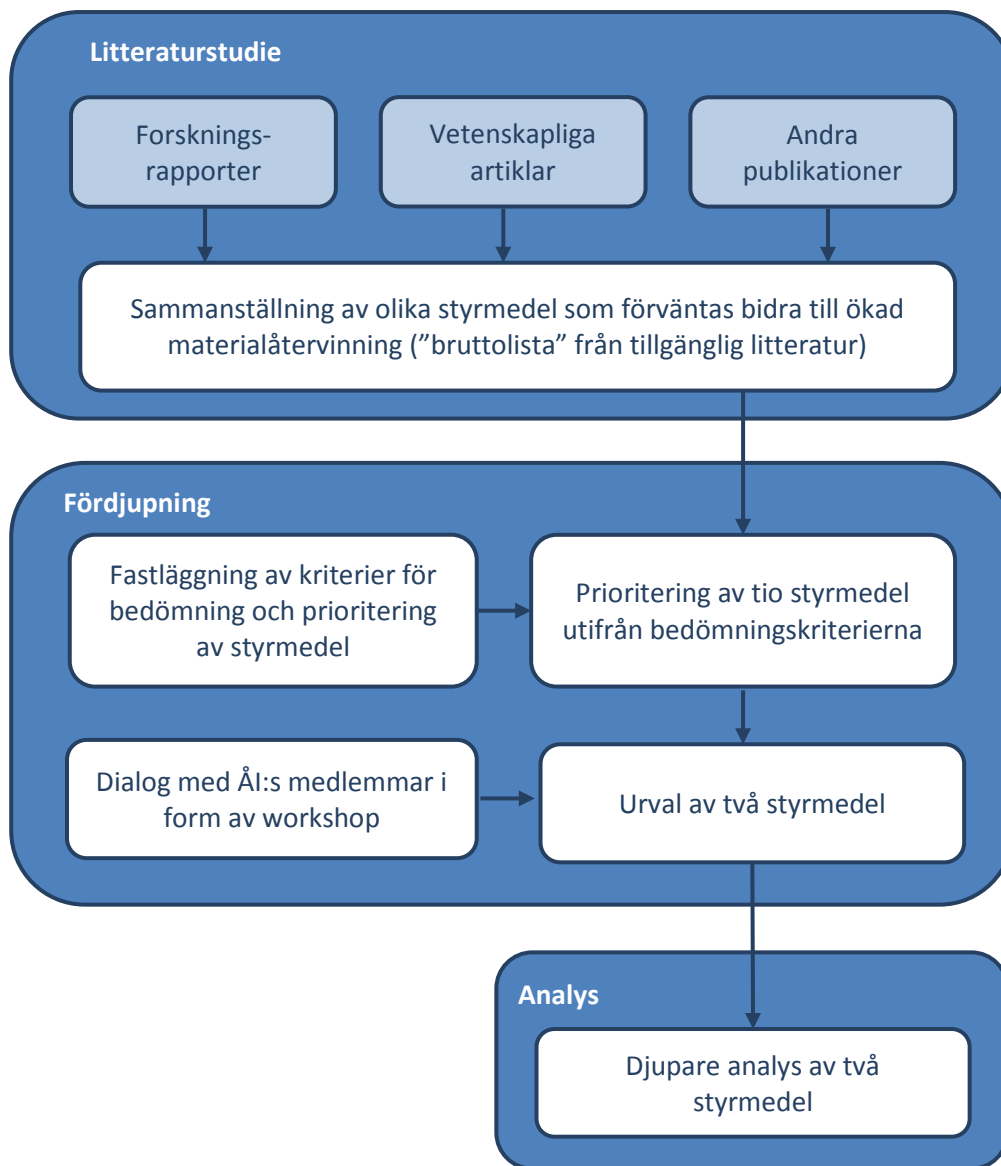 Litteraturstudie
Forsknings-
rapporter
Vetenskapliga
artiklar
Andra
publikationer
Sammanställning av olika styrmedel som förväntas bidra till ökad
materialåtervinning (”bruttolista” från tillgänglig litteratur)
Fördjupning
Fastläggning av kriterier för
bedömning och prioritering
av styrmedel
Prioritering av tio styrmedel
utifrån bedömningskriterierna
Dialog med ÅI:s medlemmar i
form av workshop
Urval av två styrmedel
Analys
Djupare analys av två
styrmedel